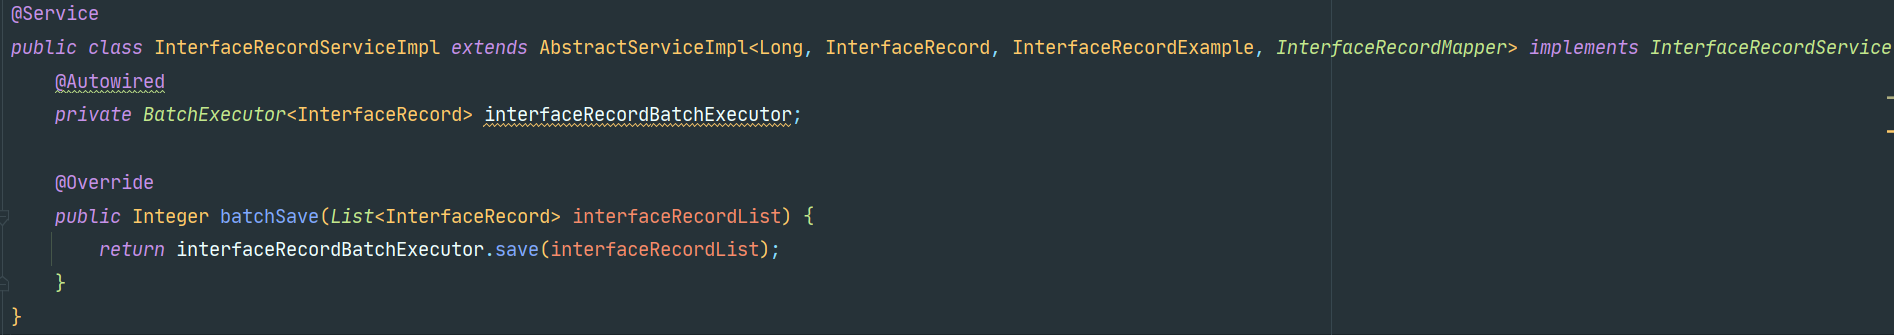 @Service
public class InterfaceRecordServiceImpl extends AbstractServiceImpl<Long, InterfaceRecord, InterfaceRecordExample, InterfaceRecordMapper> implements InterfaceRecordService
    @Autowired
    private BatchExecutor<InterfaceRecord> interfaceRecordBatchExecutor;
    @Override
    public Integer batchSave(List<InterfaceRecord> interfaceRecordList) {
        return interfaceRecordBatchExecutor.save(interfaceRecordList);
    }
}